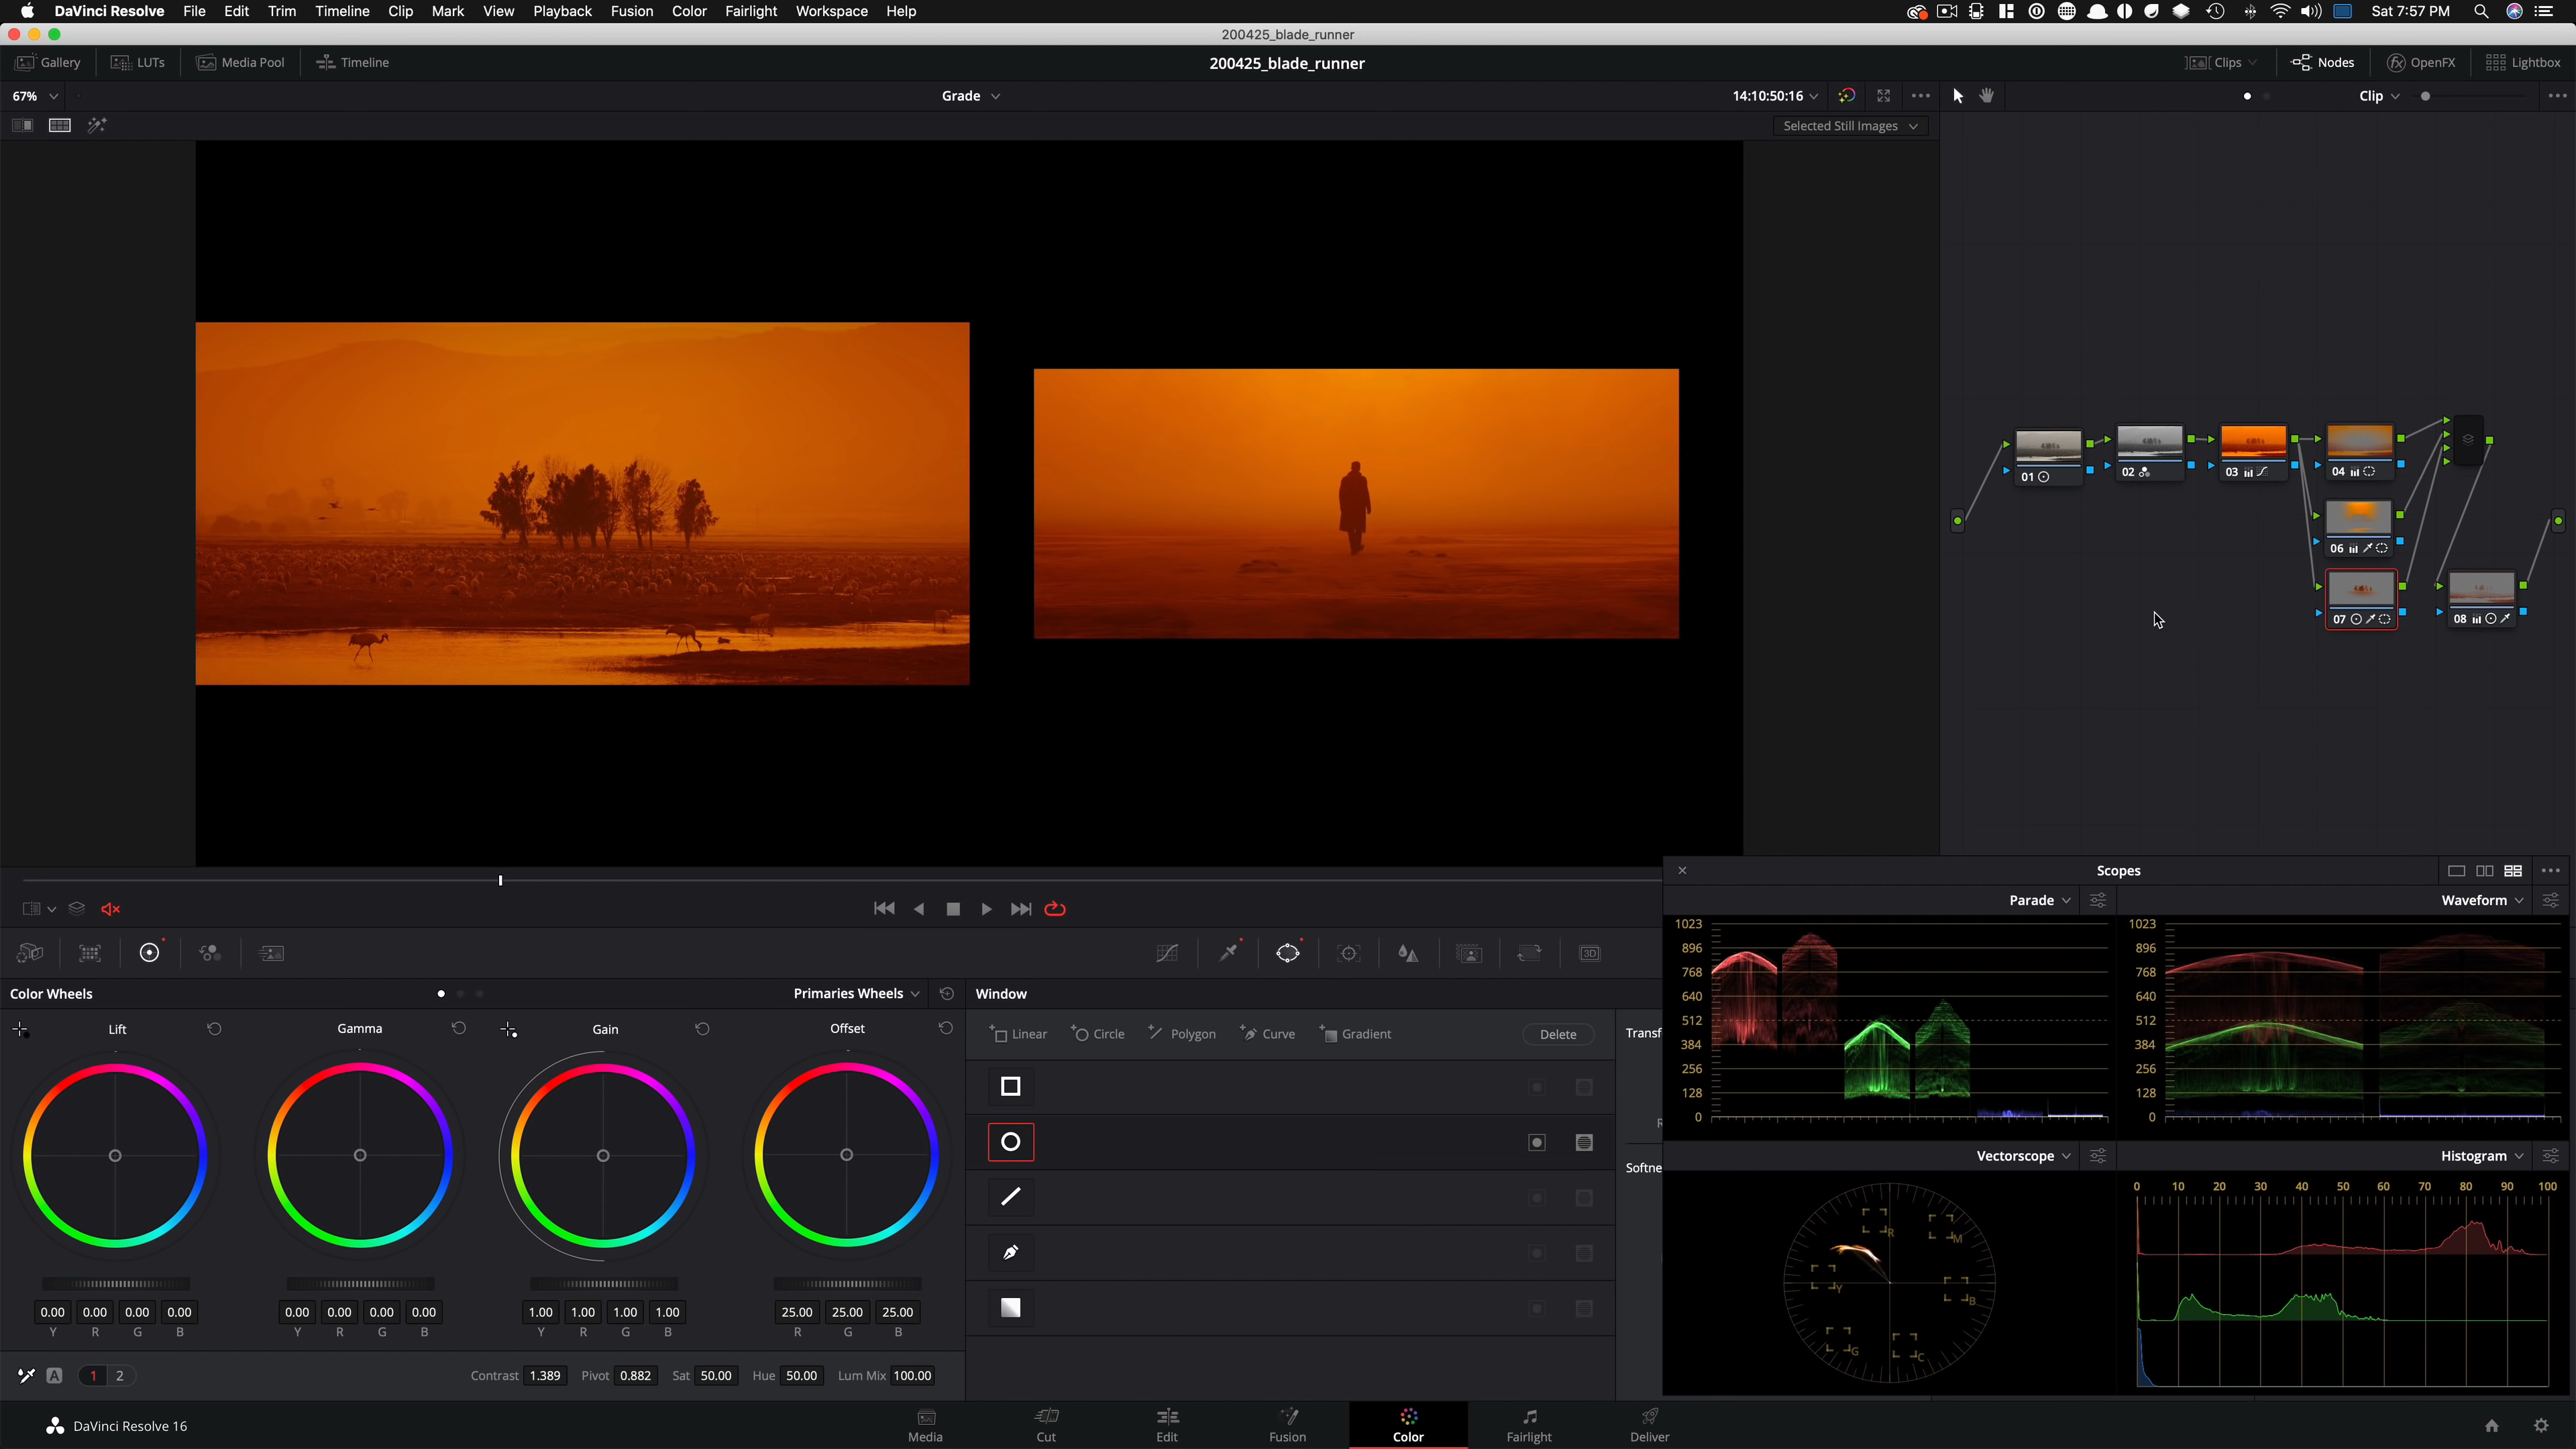 DaVinci Resolve File Edit Trim Timeline Clip Mark View Playback Fusion Color Fairlight Workspace Help Sat 7:57 PM
200425_blade_runner
Gallery LUTs Media Pool Timeline 200425_blade_runner Clips Nodes OpenFX Lightbox
67% Grade 14:10:50:16 Clip
Selected Still Images
01 02 03 04
06
07 08
Scopes
Parade Waveform
1023 1023
896 896
768 768
640 640
512 512
384 384
256 256
128 128
0 0
Color Wheels Primaries Wheels Window
Lift Gamma Gain Offset
Linear Circle Polygon Curve Gradient Delete Transf
R
Softne
Vectorscope Histogram
0 10 20 30 40 50 60 70 80 90 100
R M
Y B
G C
0.00 0.00 0.00 0.00 0.00 0.00 0.00 0.00 1.00 1.00 1.00 1.00 25.00 25.00 25.00
Y R G B Y R G B Y R G B R G B
A 1 2 Contrast 1.389 Pivot 0.882 Sat 50.00 Hue 50.00 Lum Mix 100.00
3D
DaVinci Resolve 16 Media Cut Edit Fusion Color Fairlight Deliver